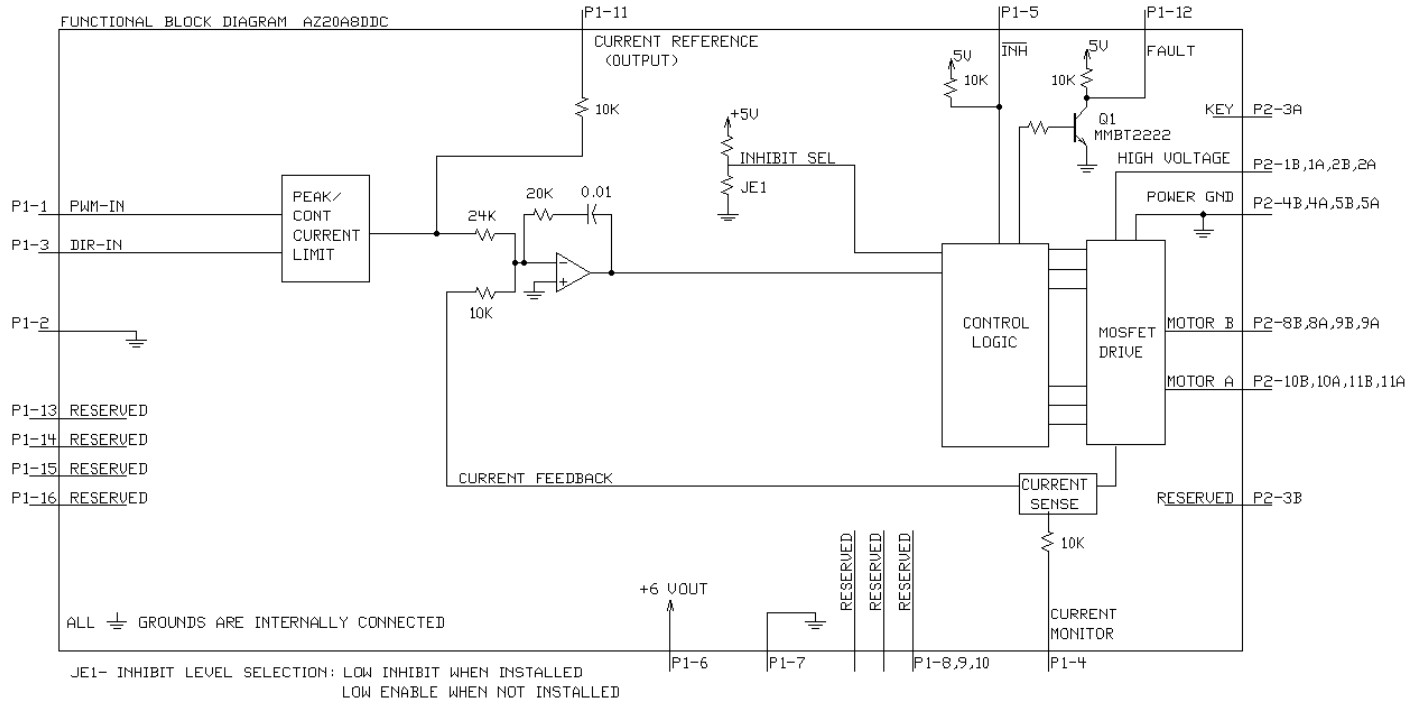 FUNCTIONAL BLOCK DIAGRAM AZ20A8DDC
P1-11
P1-5
P1-12
CURRENT REFERENCE
(OUTPUT)
INH
FAULT
5V
10K
5V
10K
10K
KEY P2-3A
Q1
MMBT2222
+5V
INHIBIT SEL
JE1
HIGH VOLTAGE P2-1B,1A,2B,2A
POWER GND P2-4B,4A,5B,5A
P1-1 PWM-IN
P1-3 DIR-IN
PEAK/
CONT
CURRENT
LIMIT
24K
20K
0.01
10K
-
+
P1-2
CONTROL
LOGIC
MOSFET
DRIVE
MOTOR B P2-8B,8A,9B,9A
MOTOR A P2-10B,10A,11B,11A
P1-13 RESERVED
P1-14 RESERVED
P1-15 RESERVED
P1-16 RESERVED
CURRENT FEEDBACK
CURRENT
SENSE
RESERVED P2-3B
10K
RESERVED
RESERVED
RESERVED
+6 VOUT
CURRENT
MONITOR
ALL GROUNDS ARE INTERNALLY CONNECTED
P1-6
P1-7
P1-8,9,10
P1-4
JE1- INHIBIT LEVEL SELECTION: LOW INHIBIT WHEN INSTALLED
LOW ENABLE WHEN NOT INSTALLED